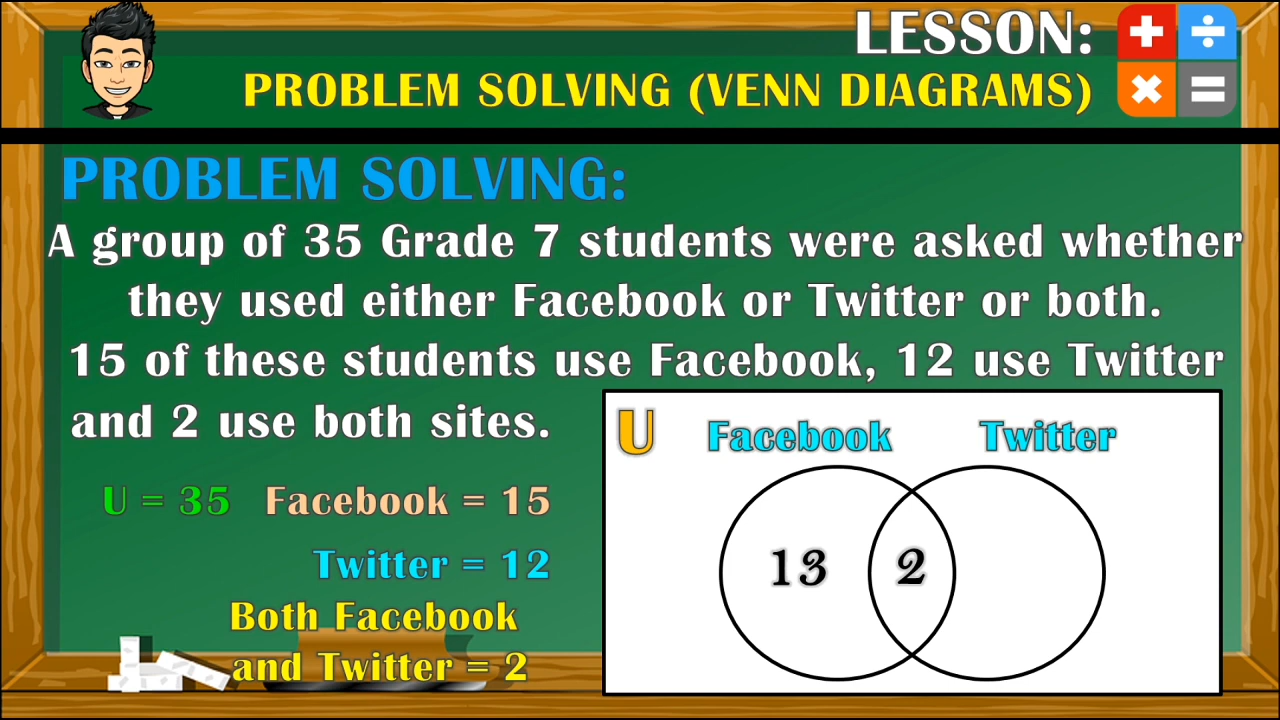 LESSON:
PROBLEM SOLVING (VENN DIAGRAMS)
PROBLEM SOLVING:
A group of 35 Grade 7 students were asked whether
they used either Facebook or Twitter or both.
15 of these students use Facebook, 12 use Twitter
and 2 use both sites.
U = 35 Facebook = 15
Twitter = 12
Both Facebook
and Twitter = 2
U Facebook Twitter
13 2